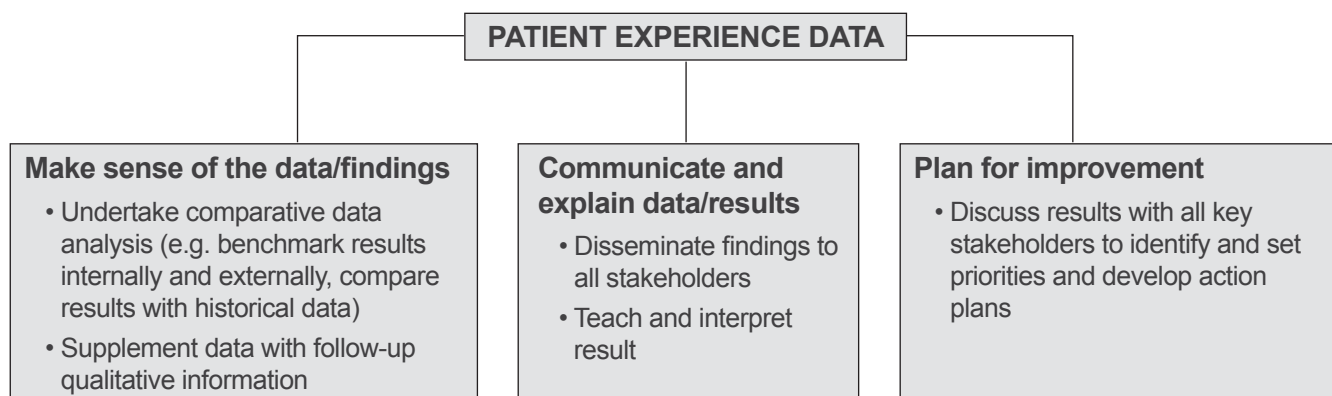 PATIENT EXPERIENCE DATA
Make sense of the data/findings
• Undertake comparative data
analysis (e.g. benchmark results
internally and externally, compare
results with historical data)
• Supplement data with follow-up
qualitative information
Communicate and
explain data/results
• Disseminate findings to
all stakeholders
• Teach and interpret
result
Plan for improvement
• Discuss results with all key
stakeholders to identify and set
priorities and develop action
plans